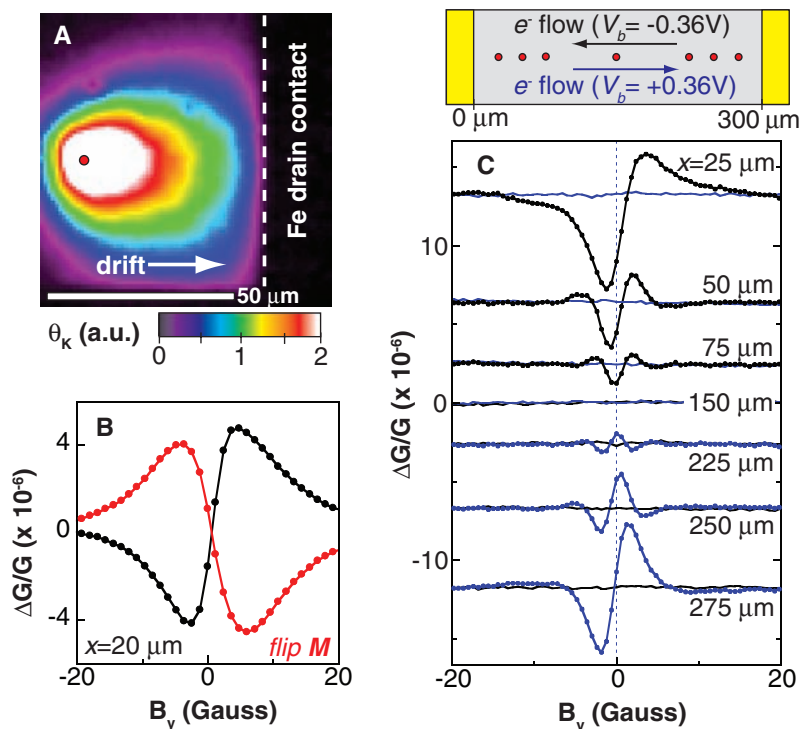 A
Fe drain contact
drift
50 μm
θK (a.u.)
0 1 2
B
ΔG/G (x 10-6)
4
0
-4
x=20 μm
flip M
-20 0 20
By (Gauss)
e- flow (Vb= -0.36V)
e- flow (Vb= +0.36V)
0 μm
300 μm
C
x=25 μm
10
50 μm
75 μm
0
150 μm
225 μm
250 μm
-10
275 μm
ΔG/G (x 10-6)
-20 0 20
By (Gauss)